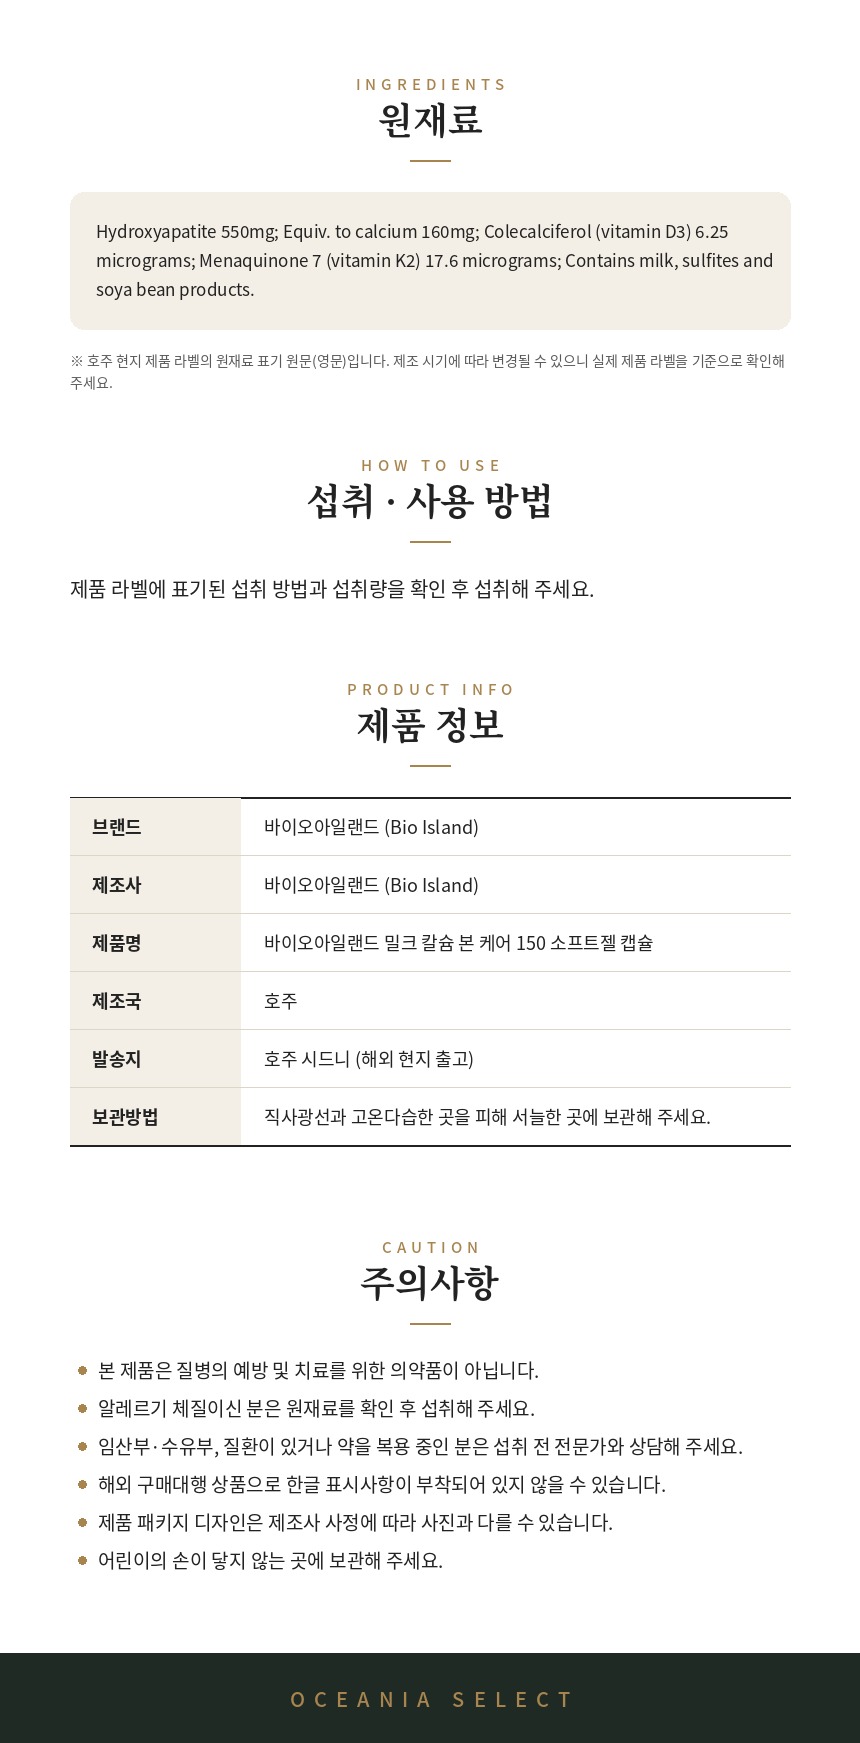 INGREDIENTS
원재료
Hydroxyapatite 550mg; Equiv. to calcium 160mg; Colecalciferol (vitamin D3) 6.25
micrograms; Menaquinone 7 (vitamin K2) 17.6 micrograms; Contains milk, sulfites and
soya bean products.
※ 호주 현지 제품 라벨의 원재료 표기 원문(영문)입니다. 제조 시기에 따라 변경될 수 있으니 실제 제품 라벨을 기준으로 확인해
주세요.
HOW TO USE
섭취 · 사용 방법
제품 라벨에 표기된 섭취 방법과 섭취량을 확인 후 섭취해 주세요.
PRODUCT INFO
제품 정보
브랜드 바이오아일랜드 (Bio Island)
제조사 바이오아일랜드 (Bio Island)
제품명 바이오아일랜드 밀크 칼슘 본 케어 150 소프트젤 캡슐
제조국 호주
발송지 호주 시드니 (해외 현지 출고)
보관방법 직사광선과 고온다습한 곳을 피해 서늘한 곳에 보관해 주세요.
CAUTION
주의사항
본 제품은 질병의 예방 및 치료를 위한 의약품이 아닙니다.
알레르기 체질이신 분은 원재료를 확인 후 섭취해 주세요.
임산부·수유부, 질환이 있거나 약을 복용 중인 분은 섭취 전 전문가와 상담해 주세요.
해외 구매대행 상품으로 한글 표시사항이 부착되어 있지 않을 수 있습니다.
제품 패키지 디자인은 제조사 사정에 따라 사진과 다를 수 있습니다.
어린이의 손이 닿지 않는 곳에 보관해 주세요.
OCEANIA SELECT